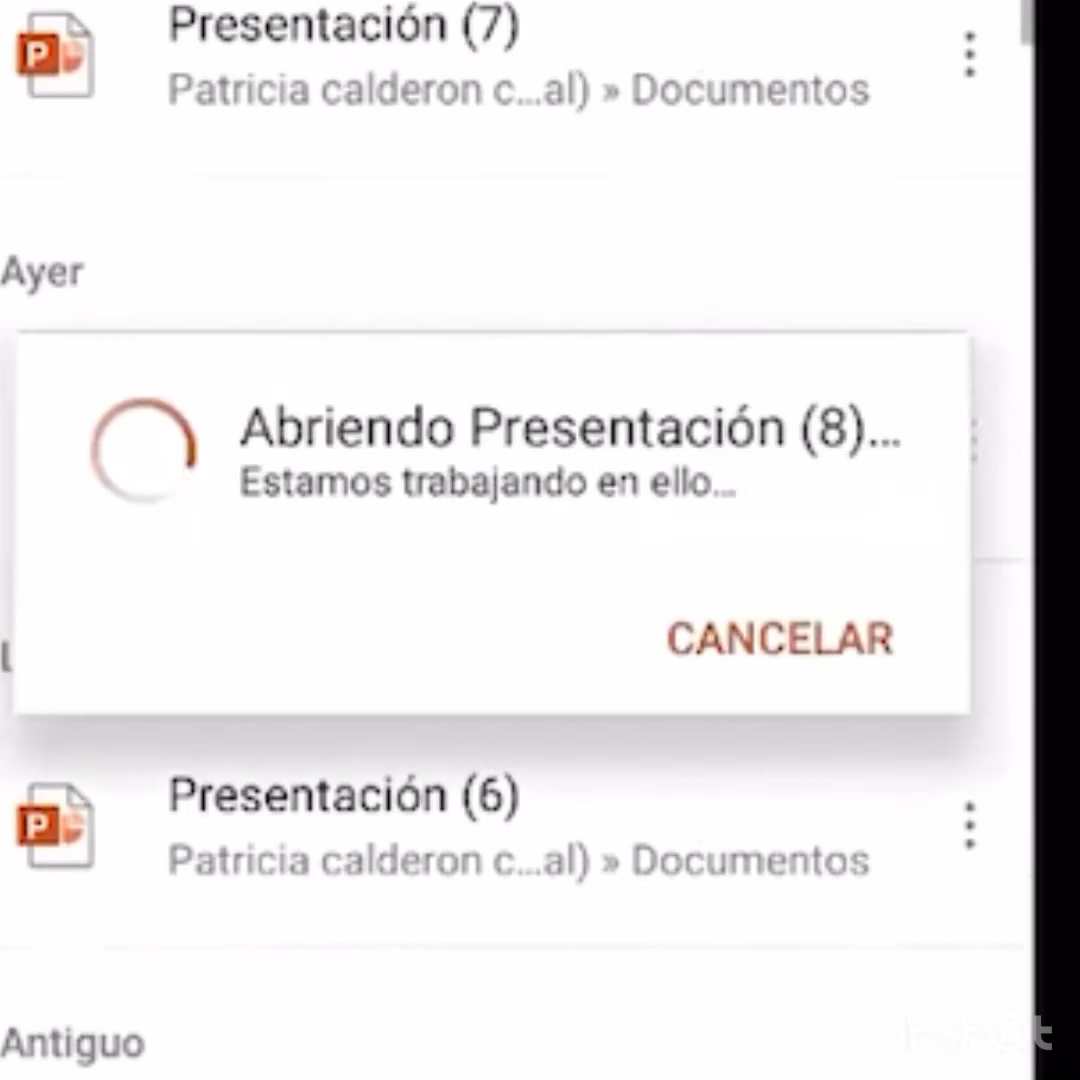 Presentación (7)
Patricia calderon c...al) » Documentos
Ayer
Abriendo Presentación (8)...
Estamos trabajando en ello...
CANCELAR
Presentación (6)
Patricia calderon c...al) » Documentos
Antiguo